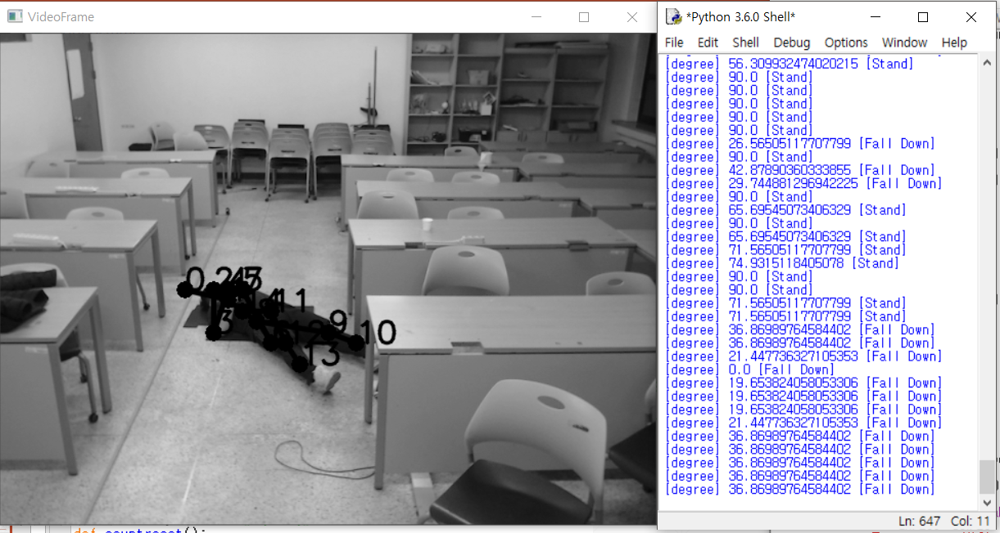 VideoFrame
*Python 3.6.0 Shell*
File Edit Shell Debug Options Window Help
[degree] 56.309932474020215 [Stand]
[degree] 90.0 [Stand]
[degree] 90.0 [Stand]
[degree] 90.0 [Stand]
[degree] 90.0 [Stand]
[degree] 90.0 [Stand]
[degree] 26.56505117707799 [Fall Down]
[degree] 90.0 [Stand]
[degree] 42.87890360333855 [Fall Down]
[degree] 29.744881296942225 [Fall Down]
[degree] 90.0 [Stand]
[degree] 65.69545073406329 [Stand]
[degree] 90.0 [Stand]
[degree] 65.69545073406329 [Stand]
[degree] 71.56505117707799 [Stand]
[degree] 74.9315118405078 [Stand]
[degree] 90.0 [Stand]
[degree] 90.0 [Stand]
[degree] 71.56505117707799 [Stand]
[degree] 71.56505117707799 [Stand]
[degree] 36.86989764584402 [Fall Down]
[degree] 36.86989764584402 [Fall Down]
[degree] 21.447736327105353 [Fall Down]
[degree] 0.0 [Fall Down]
[degree] 19.653824058053306 [Fall Down]
[degree] 19.653824058053306 [Fall Down]
[degree] 19.653824058053306 [Fall Down]
[degree] 21.447736327105353 [Fall Down]
[degree] 36.86989764584402 [Fall Down]
[degree] 36.86989764584402 [Fall Down]
[degree] 36.86989764584402 [Fall Down]
[degree] 36.86989764584402 [Fall Down]
[degree] 36.86989764584402 [Fall Down]
Ln: 647 Col: 11
0
9
10
13